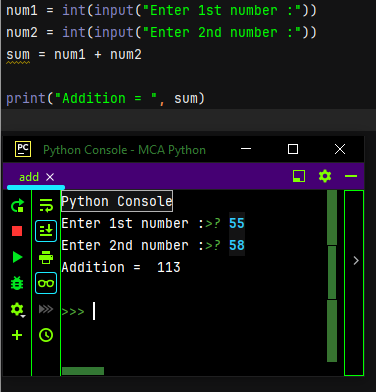 num1 = int(input("Enter 1st number :"))
num2 = int(input("Enter 2nd number :"))
sum = num1 + num2
print("Addition = ", sum)
PC Python Console - MCA Python
add ×
Python Console
Enter 1st number :>? 55
Enter 2nd number :>? 58
Addition =  113
>>>